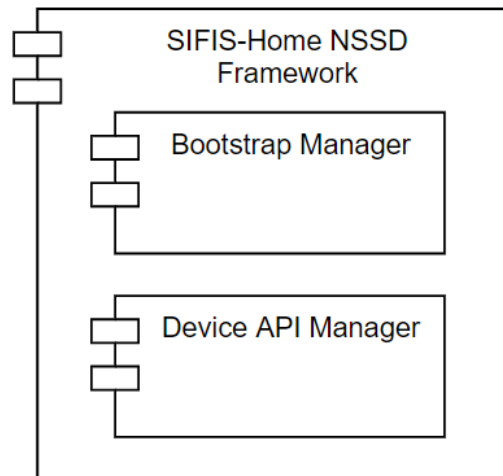 SIFIS-Home NSSD
Framework
Bootstrap Manager
Device API Manager